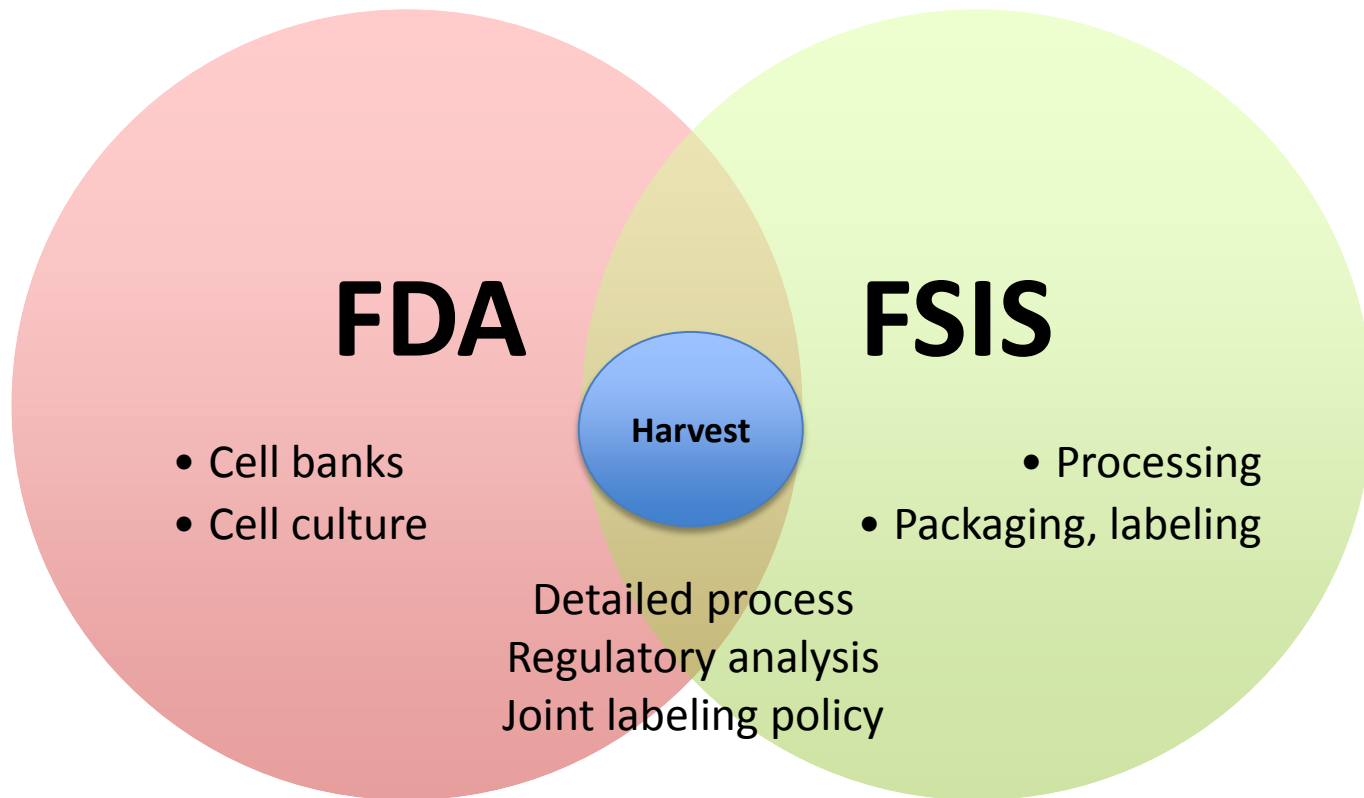 FDA
FSIS
Harvest
• Cell banks
• Cell culture
• Processing
• Packaging, labeling
Detailed process
Regulatory analysis
Joint labeling policy